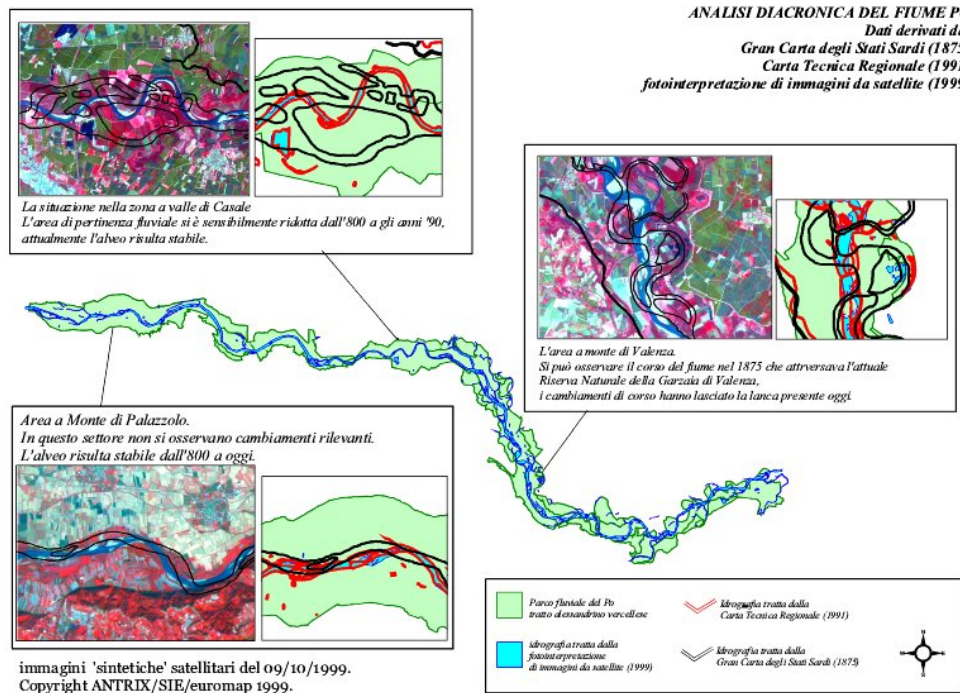 ANALISI DIACRONICA DEL FIUME P
Dati derivati da
Gran Carta degli Stati Sardi (1875
Carta Tecnica Regionale (1991
fotointerpretazione di immagini da satellite (1999
La situazione nella zona a valle di Casale
L'area di pertinenza fluviale si è sensibilmente ridotta dall'800 a gli anni '90,
attualmente l'alveo risulta stabile.
L'area a monte di Valenza.
Si può osservare il corso del fiume nel 1875 che attrversava l'attuale
Riserva Naturale della Garzaia di Valenza,
i cambiamenti di corso hanno lasciato la lanca presente oggi.
Area a Monte di Palazzolo.
In questo settore non si osservano cambiamenti rilevanti.
L'alveo risulta stabile dall'800 a oggi.
Parco fluviale del Po
tratto alessandrino vercellese
idrografia tratta dalla
fotointerpretazione
di immagini da satellite (1999)
Idrografia tratta dalla
Carta Tecnica Regionale (1991)
Idrografia tratta dalla
Gran Carta degli Stati Sardi (1875)
immagini 'sintetiche' satellitari del 09/10/1999.
Copyright ANTRIX/SIE/euromap 1999.